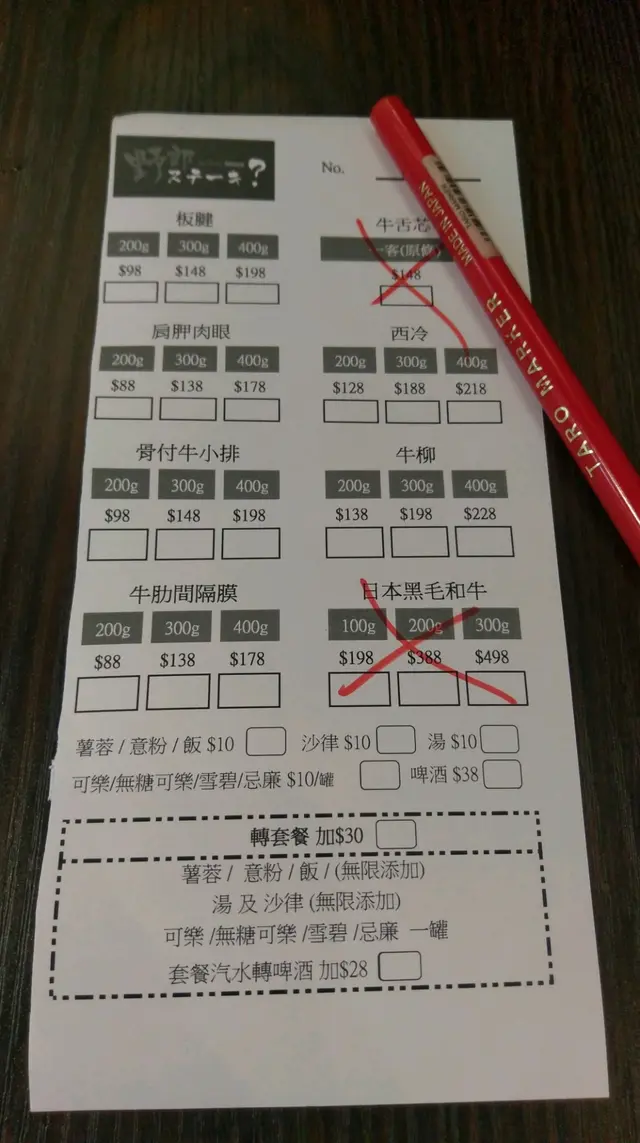 野郎
ステーキ?
No.
板腱
200g 300g 400g
$98 $148 $198
牛舌芯
一客(原條)
$148
肩胛肉眼
200g 300g 400g
$88 $138 $178
西冷
200g 300g 400g
$128 $188 $218
骨付牛小排
200g 300g 400g
$98 $148 $198
牛柳
200g 300g 400g
$138 $198 $228
牛肋間隔膜
200g 300g 400g
$88 $138 $178
日本黑毛和牛
100g 200g 300g
$198 $388 $498
薯蓉 / 意粉 / 飯 $10 沙律 $10 湯 $10
可樂/無糖可樂/雪碧/忌廉 $10/罐 啤酒 $38
轉套餐 加$30
薯蓉 / 意粉 / 飯 / (無限添加)
湯 及 沙律 (無限添加)
可樂 /無糖可樂 /雪碧 /忌廉 一罐
套餐汽水轉啤酒 加$28
TARO MARKER MADE IN JAPAN